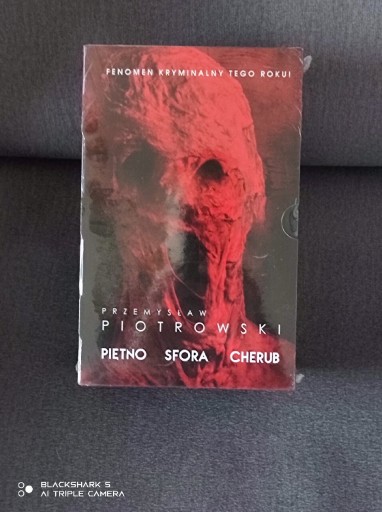 FENOMEN KRYMINALNY TEGO ROKU!
PRZEMYSŁAW
PIOTROWSKI
PIĘTNO SFORA CHERUB
BLACKSHARK 5
AI TRIPLE CAMERA